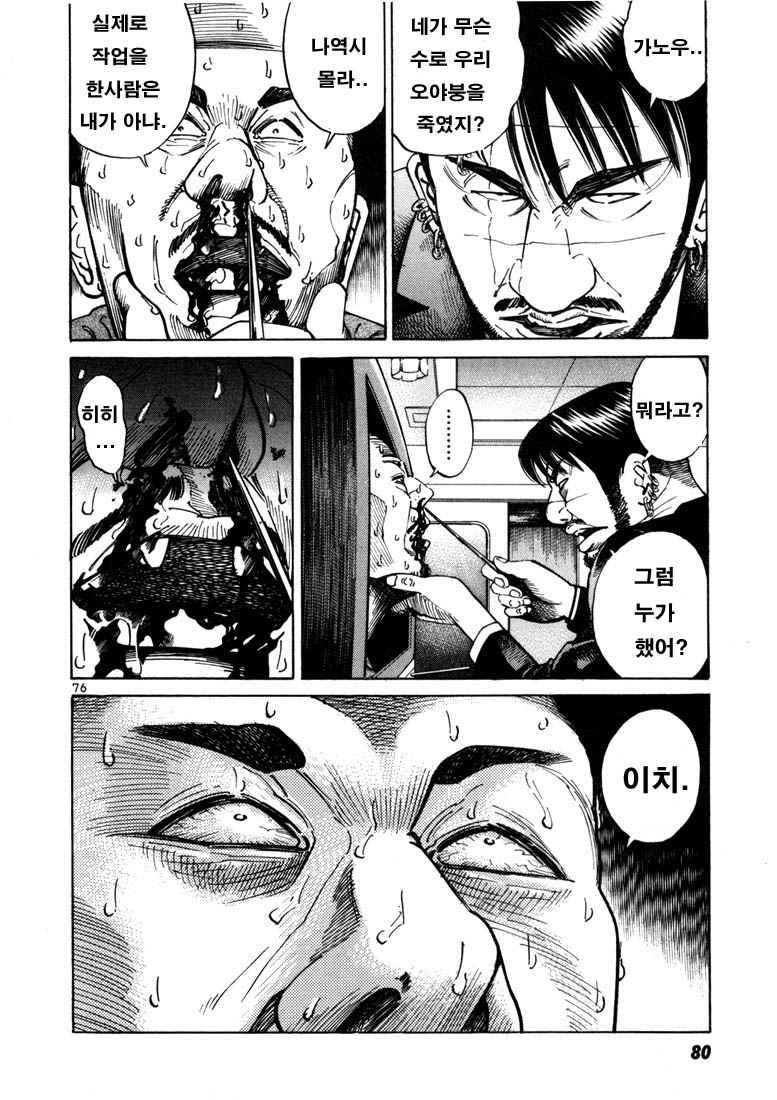 가노우..
네가 무슨
수로 우리
오야붕을
죽였지?
나역시
몰라..
실제로
작업을
한사람은
내가 아냐.
뭐라고?
그럼
누가
했어?
........
히히
...
이치.
76
80